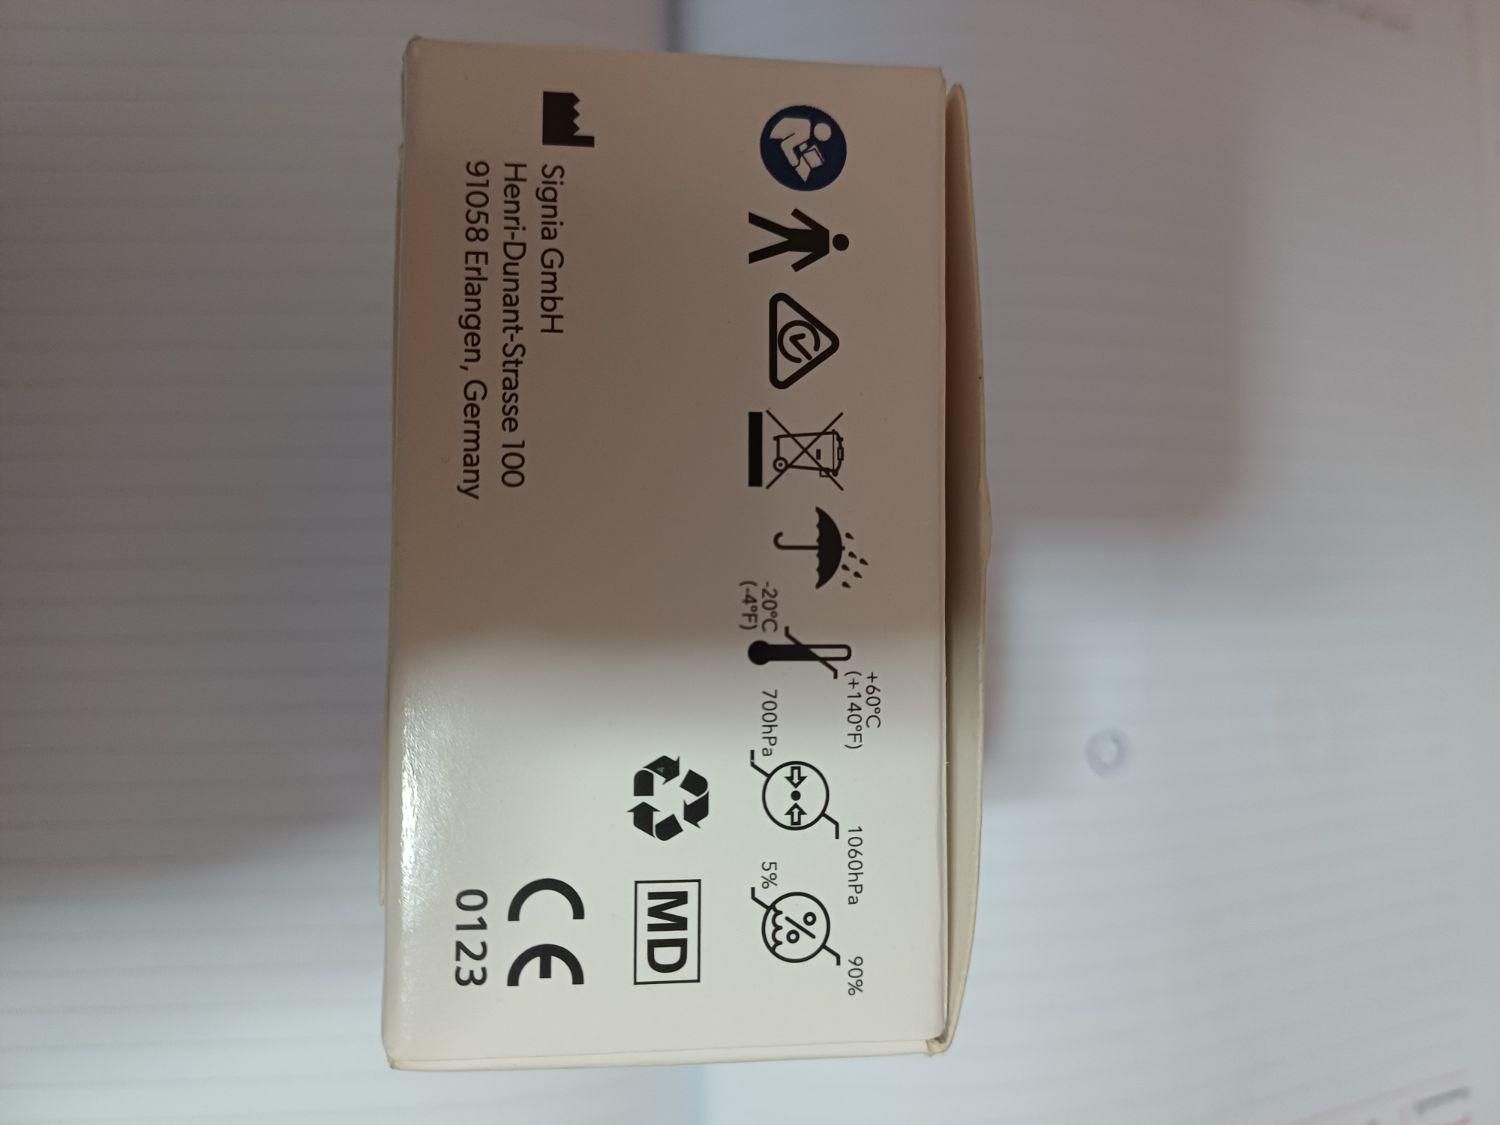 -20°C
(-4°F)
+60°C
(+140°F)
700hPa
1060hPa
5%
%
90%
MD
Signia GmbH
Henri-Dunant-Strasse 100
91058 Erlangen, Germany
CE
0123